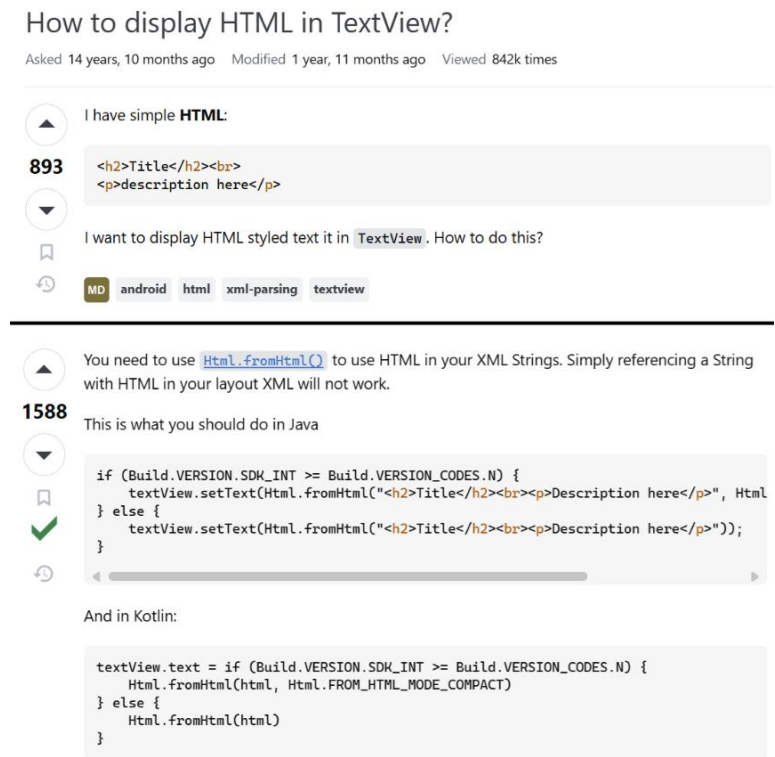 How to display HTML in TextView?
Asked 14 years, 10 months ago Modified 1 year, 11 months ago Viewed 842k times
I have simple HTML:
893
<h2>Title</h2><br>
<p>description here</p>
I want to display HTML styled text it in TextView. How to do this?
MD android html xml-parsing textview
You need to use Html.fromHtml() to use HTML in your XML Strings. Simply referencing a String
with HTML in your layout XML will not work.
1588
This is what you should do in Java
if (Build.VERSION.SDK_INT >= Build.VERSION_CODES.N) {
    textView.setText(Html.fromHtml("<h2>Title</h2><br><p>Description here</p>", Html
} else {
    textView.setText(Html.fromHtml("<h2>Title</h2><br><p>Description here</p>"));
}
And in Kotlin:
textView.text = if (Build.VERSION.SDK_INT >= Build.VERSION_CODES.N) {
    Html.fromHtml(html, Html.FROM_HTML_MODE_COMPACT)
} else {
    Html.fromHtml(html)
}